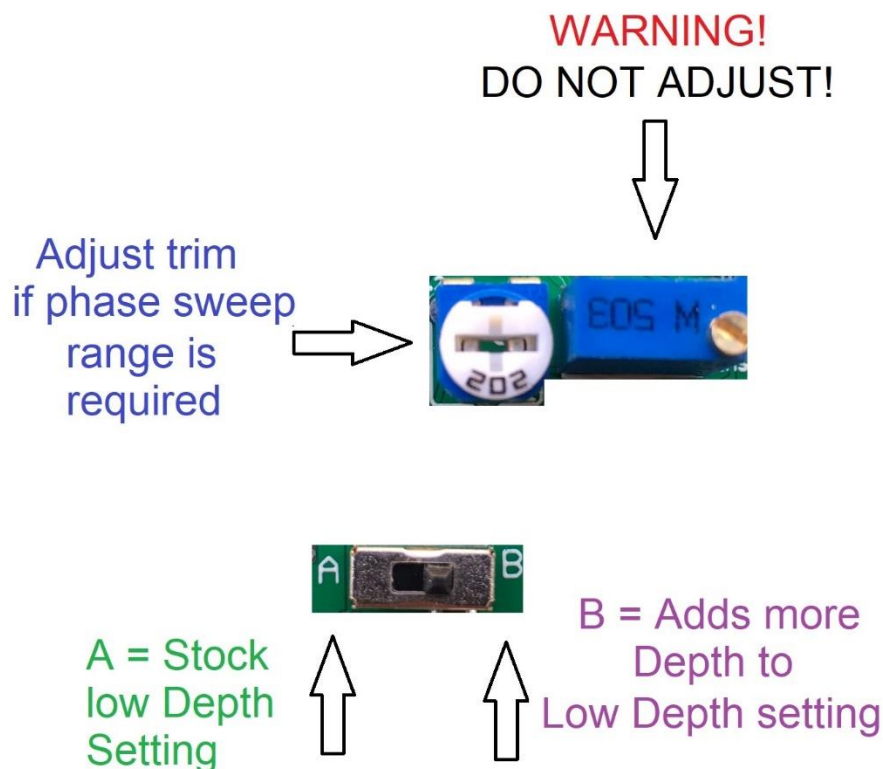 WARNING!
DO NOT ADJUST!
Adjust trim
if phase sweep
range is
required
202
M 503
A
B
A = Stock
low Depth
Setting
B = Adds more
Depth to
Low Depth setting